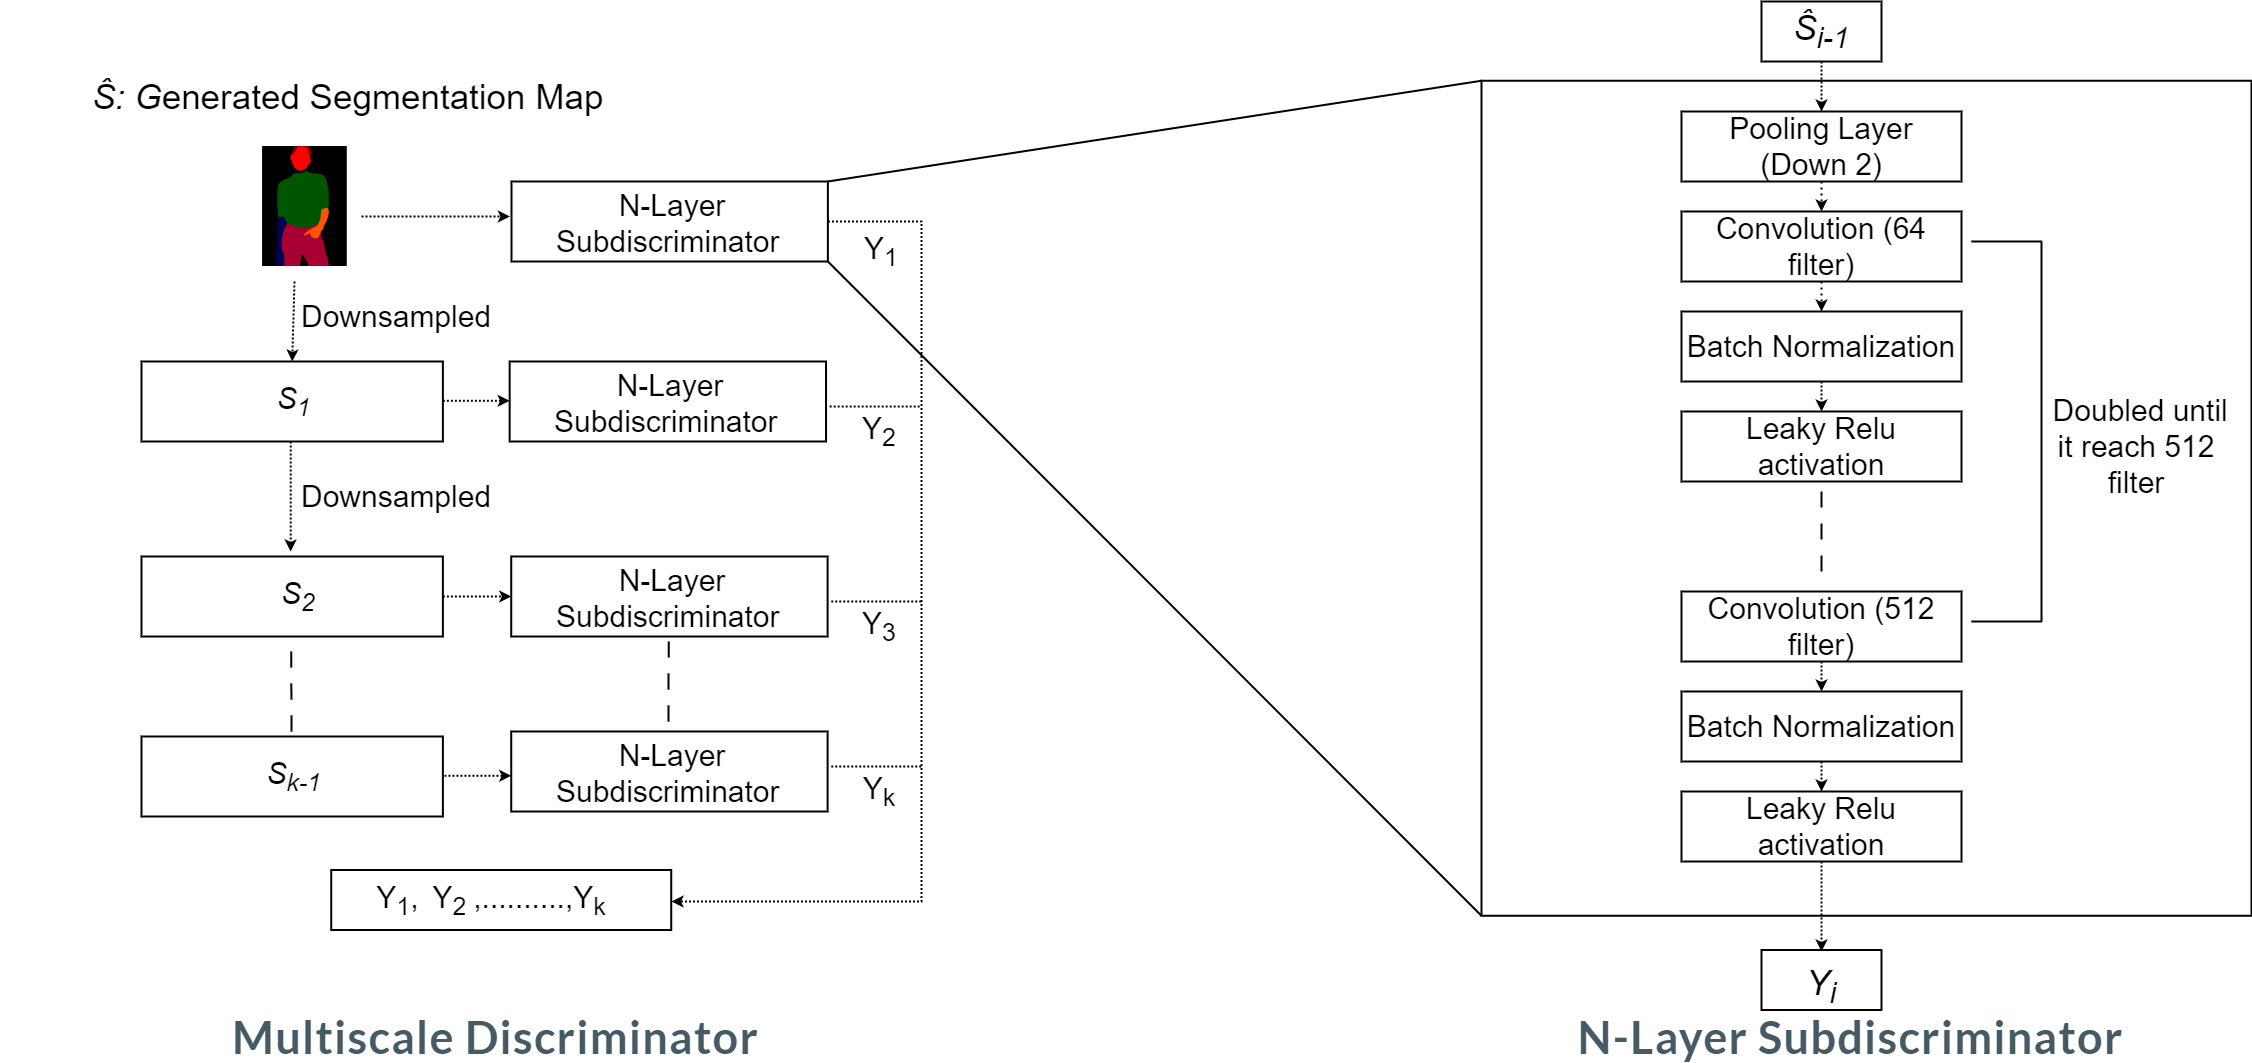 Ŝ: Generated Segmentation Map
N-Layer
Subdiscriminator
Y1
Downsampled
S1
N-Layer
Subdiscriminator
Y2
Downsampled
S2
N-Layer
Subdiscriminator
Y3
Sk-1
N-Layer
Subdiscriminator
Yk
Y1, Y2 ,..........,Yk
Multiscale Discriminator
Ŝi-1
Pooling Layer
(Down 2)
Convolution (64
filter)
Batch Normalization
Leaky Relu
activation
Doubled until
it reach 512
filter
Convolution (512
filter)
Batch Normalization
Leaky Relu
activation
Yi
N-Layer Subdiscriminator